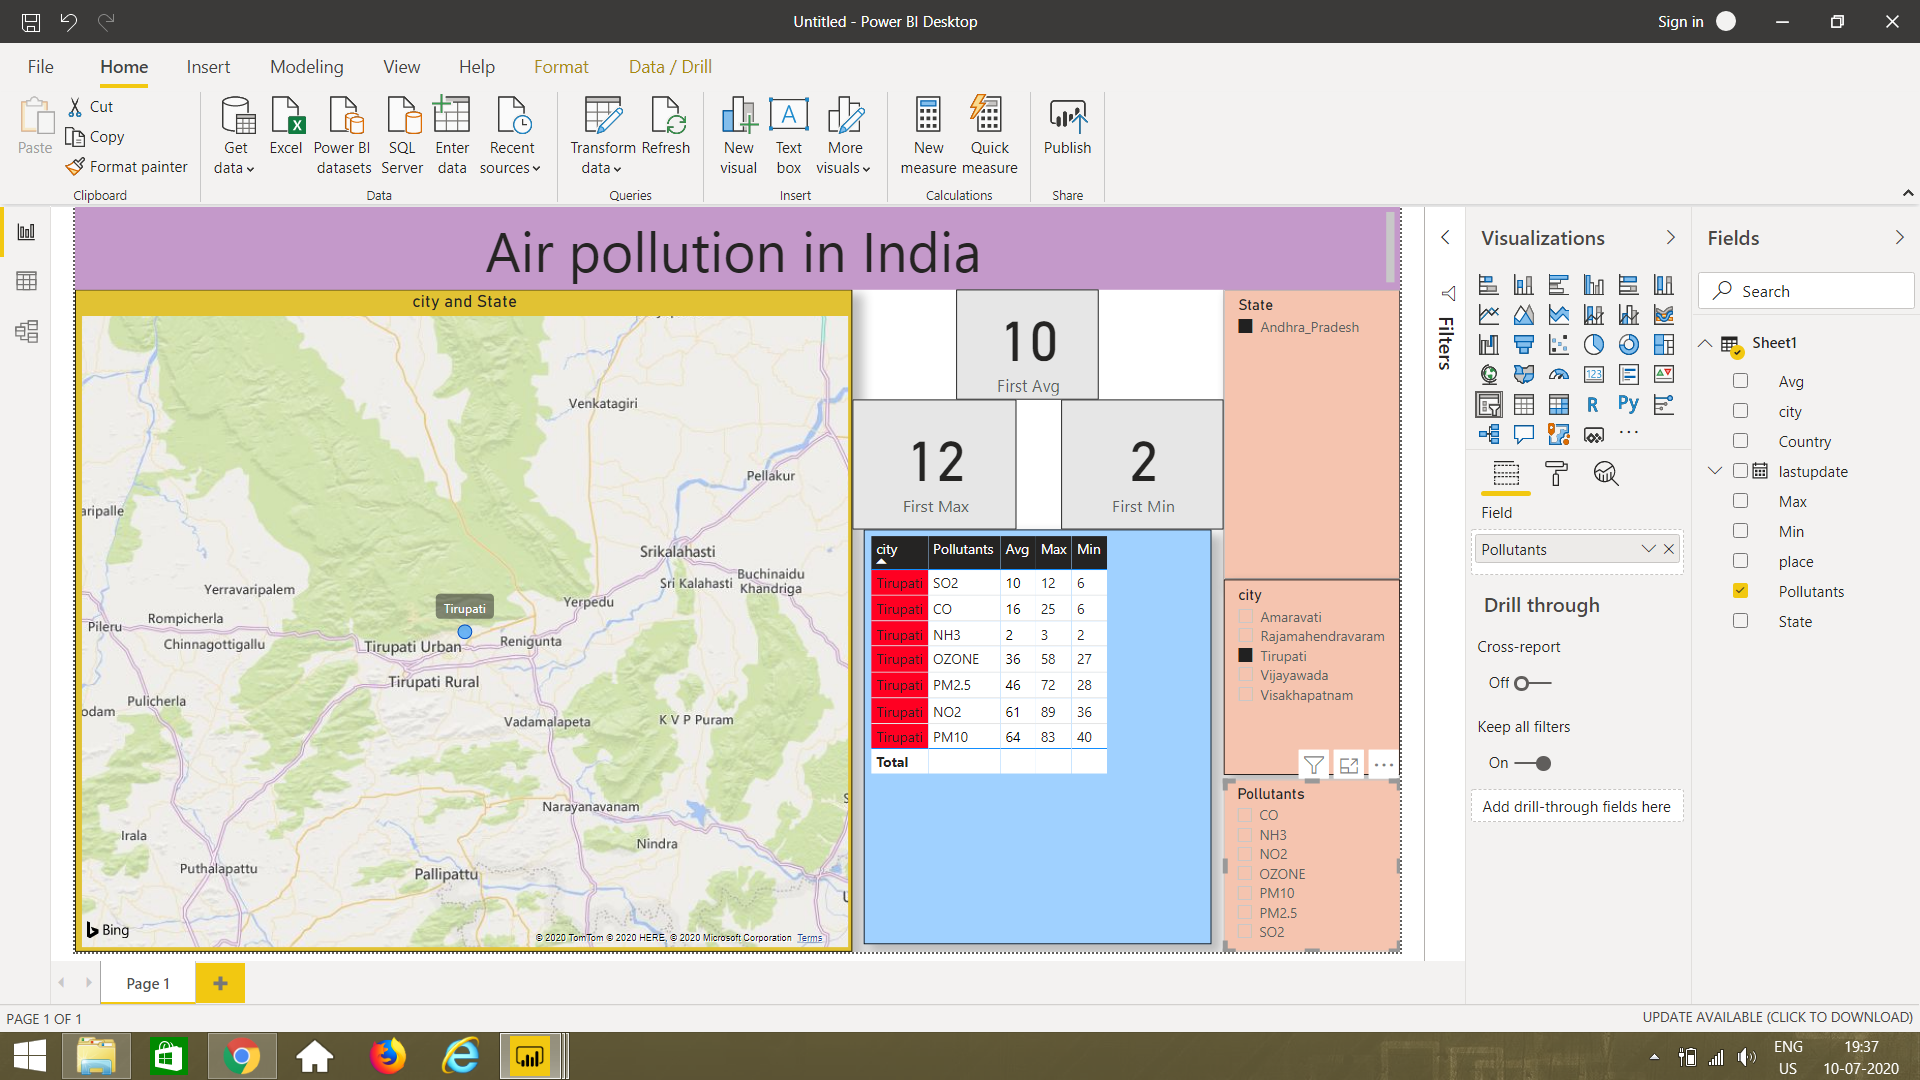 Untitled - Power BI Desktop
Sign in
File Home Insert Modeling View Help Format Data / Drill
Paste
Cut
Copy
Format painter
Clipboard
Get data
Excel
Power BI datasets
SQL Server
Enter data
Recent sources
Data
Transform data
Refresh
Queries
New visual
Text box
More visuals
Insert
New measure
Quick measure
Calculations
Publish
Share
Air pollution in India
city and State
Venkatagiri
Pellakur
aripalle
Srikalahasti
Sri Kalahasti
Buchinaidu Khandriga
Yerravaripalem
Yerpedu
Tirupati
Rompicherla
Pileru
Chinnagottigallu
Tirupati Urban
Renigunta
Tirupati Rural
Pulicherla
odam
Vadamalapeta
K V P Puram
Narayanavanam
Irala
Nindra
Puthalapattu
Pallipattu
Bing
© 2020 TomTom © 2020 HERE, © 2020 Microsoft Corporation Terms
10
First Avg
12
First Max
2
First Min
city Pollutants Avg Max Min
Tirupati SO2 10 12 6
Tirupati CO 16 25 6
Tirupati NH3 2 3 2
Tirupati OZONE 36 58 27
Tirupati PM2.5 46 72 28
Tirupati NO2 61 89 36
Tirupati PM10 64 83 40
Total
State
Andhra_Pradesh
city
Amaravati
Rajamahendravaram
Tirupati
Vijayawada
Visakhapatnam
Pollutants
CO
NH3
NO2
OZONE
PM10
PM2.5
SO2
Filters
Visualizations
R Py
123
Field
Pollutants
Drill through
Cross-report
Off
Keep all filters
On
Add drill-through fields here
Fields
Search
Sheet1
Avg
city
Country
lastupdate
Max
Min
place
Pollutants
State
Page 1
PAGE 1 OF 1
UPDATE AVAILABLE (CLICK TO DOWNLOAD)
ENG
US
19:37
10-07-2020